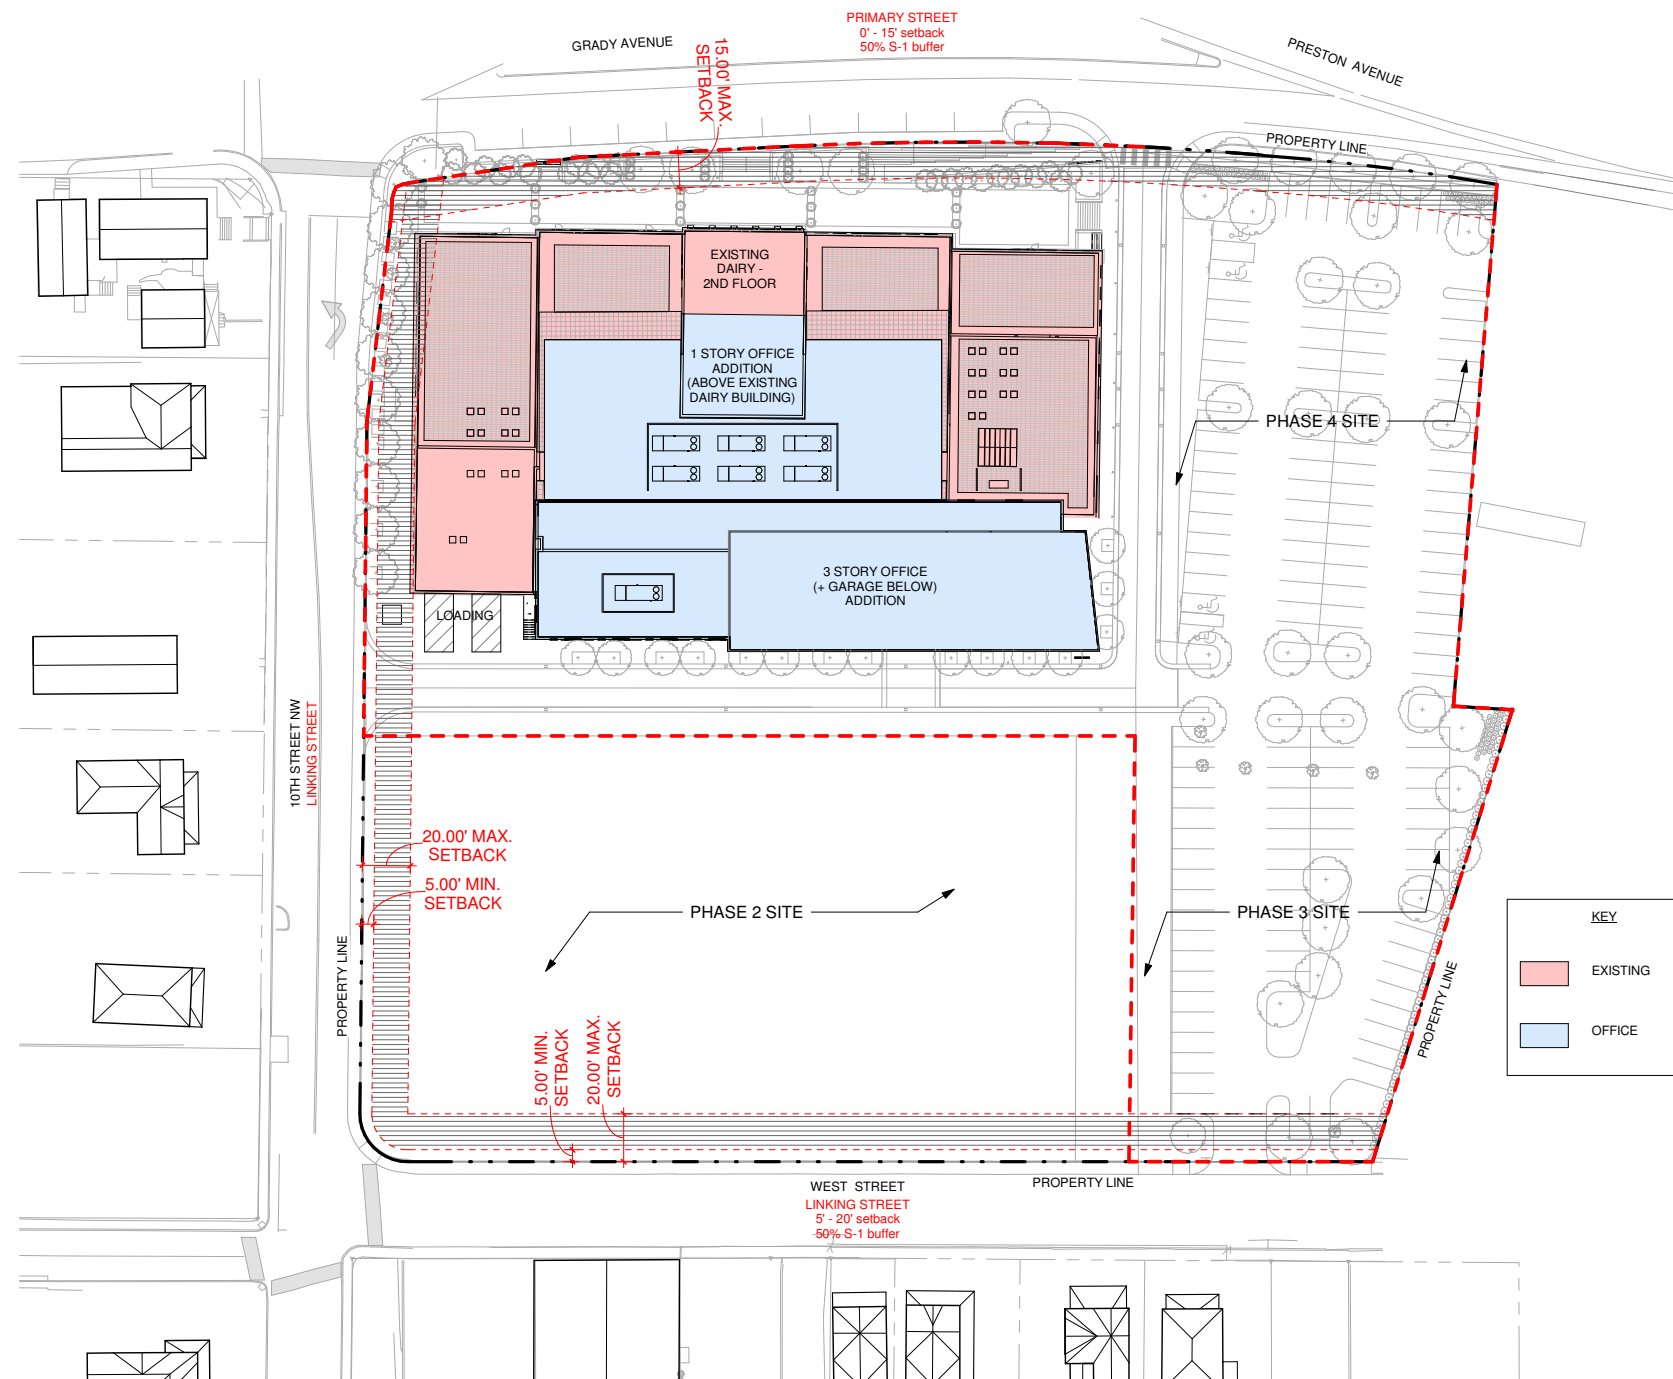 PRIMARY STREET
0' - 15' setback
50% S-1 buffer
GRADY AVENUE
PRESTON AVENUE
15.00' MAX.
SETBACK
PROPERTY LINE
EXISTING
DAIRY -
2ND FLOOR
1 STORY OFFICE
ADDITION
(ABOVE EXISTING
DAIRY BUILDING)
PHASE 4 SITE
3 STORY OFFICE
(+ GARAGE BELOW)
ADDITION
LOADING
10TH STREET NW
LINKING STREET
20.00' MAX.
SETBACK
5.00' MIN.
SETBACK
PHASE 2 SITE
PHASE 3 SITE
KEY
EXISTING
OFFICE
PROPERTY LINE
PROPERTY LINE
5.00' MIN.
SETBACK
20.00' MAX.
SETBACK
WEST STREET
PROPERTY LINE
LINKING STREET
5' - 20' setback
50% S-1 buffer